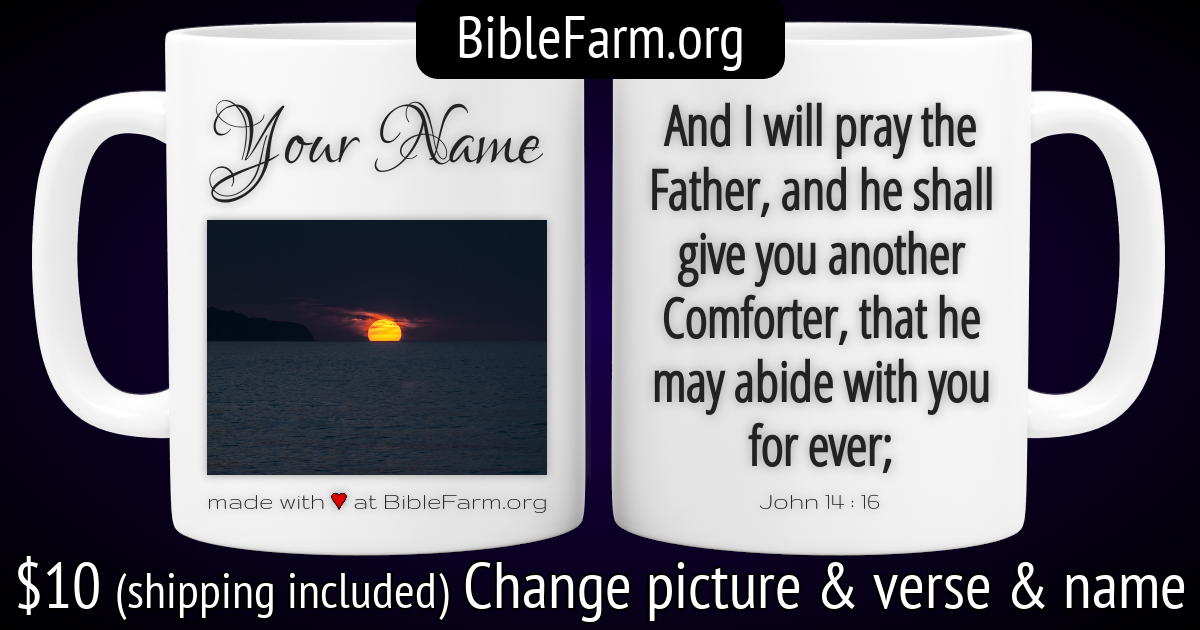 BibleFarm.org
Your Name
made with ♥ at BibleFarm.org
And I will pray the
Father, and he shall
give you another
Comforter, that he
may abide with you
for ever;
John 14 : 16
$10 (shipping included) Change picture & verse & name